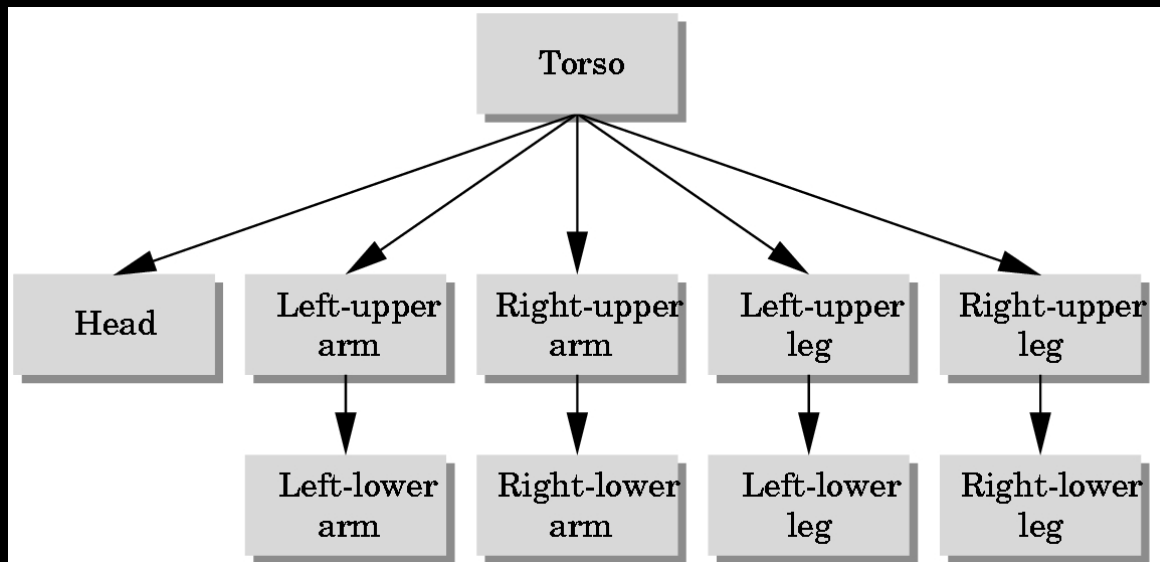 Torso
Head
Left-upper
arm
Right-upper
arm
Left-upper
leg
Right-upper
leg
Left-lower
arm
Right-lower
arm
Left-lower
leg
Right-lower
leg